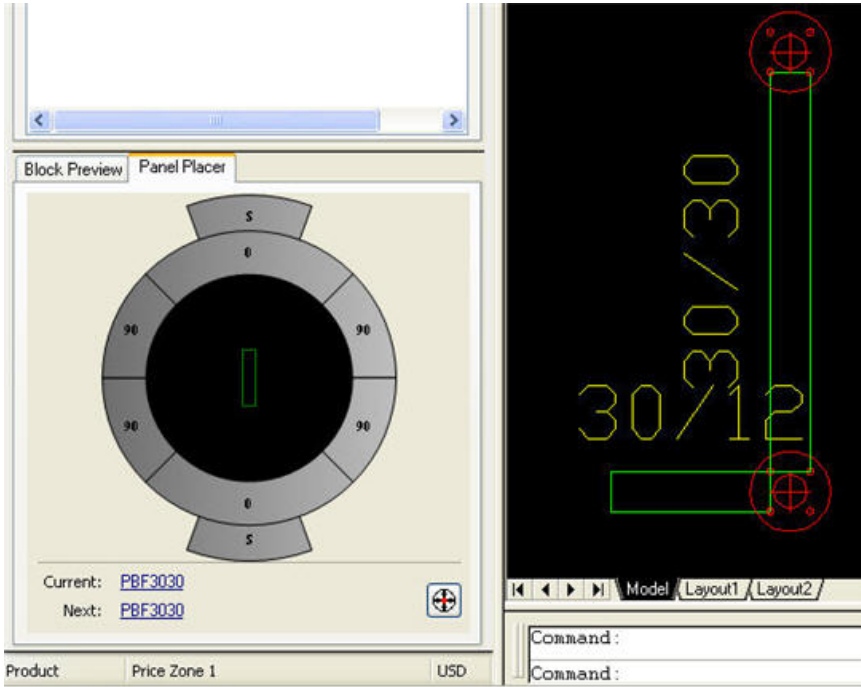 Block Preview Panel Placer
S
0
90 90
90 90
0
S
Current: PBF3030
Next: PBF3030
Product Price Zone 1 USD
30/30
30/12
Model Layout1 Layout2
Command:
Command: